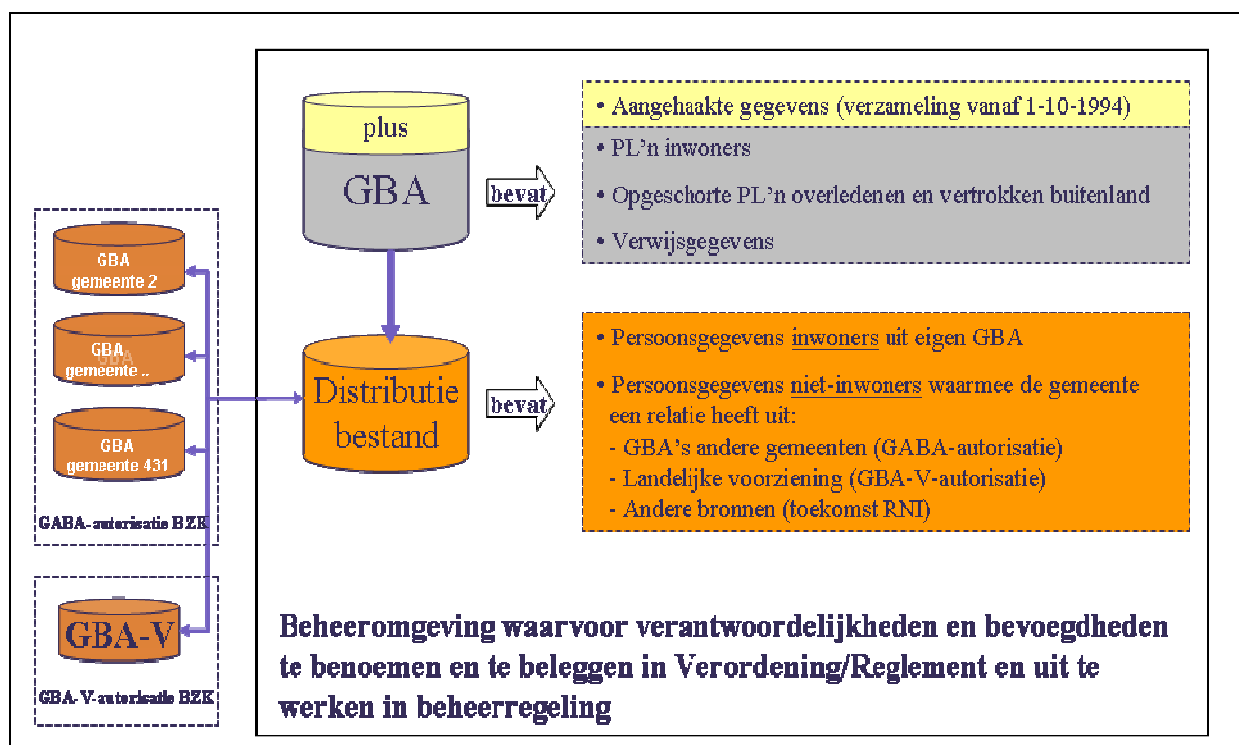 plus
GBA
bevat
• Aangehaakte gegevens (verzameling vanaf 1-10-1994)
• PL'n inwoners
• Opgeschorte PL'n overledenen en vertrokken buitenland
• Verwijsgegevens
GBA
gemeente 2
GBA
gemeente ..
GBA
gemeente 431
GABA-autorisatie BZK
GBA-V
GBA-V-autorisatie BZK
Distributie
bestand
bevat
• Persoonsgegevens inwoners uit eigen GBA
• Persoonsgegevens niet-inwoners waarmee de gemeente
een relatie heeft uit:
- GBA's andere gemeenten (GABA-autorisatie)
- Landelijke voorziening (GBA-V-autorisatie)
- Andere bronnen (toekomst RNI)
Beheeromgeving waarvoor verantwoordelijkheden en bevoegdheden
te benoemen en te beleggen in Verordening/Reglement en uit te
werken in beheerregeling